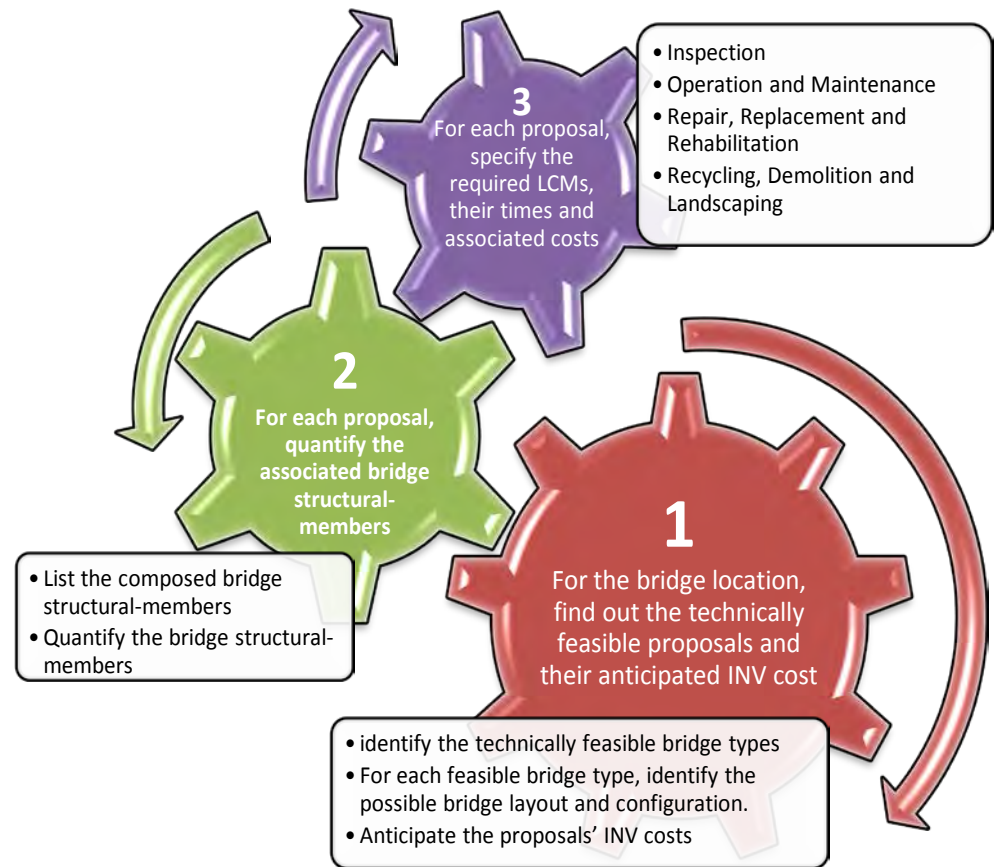 3
For each proposal,
specify the
required LCMs,
their times and
associated costs
• Inspection
• Operation and Maintenance
• Repair, Replacement and
Rehabilitation
• Recycling, Demolition and
Landscaping
2
For each proposal,
quantify the
associated bridge
structural-
members
• List the composed bridge
structural-members
• Quantify the bridge structural-
members
1
For the bridge location,
find out the technically
feasible proposals and
their anticipated INV cost
• identify the technically feasible bridge types
• For each feasible bridge type, identify the
possible bridge layout and configuration.
• Anticipate the proposals’ INV costs